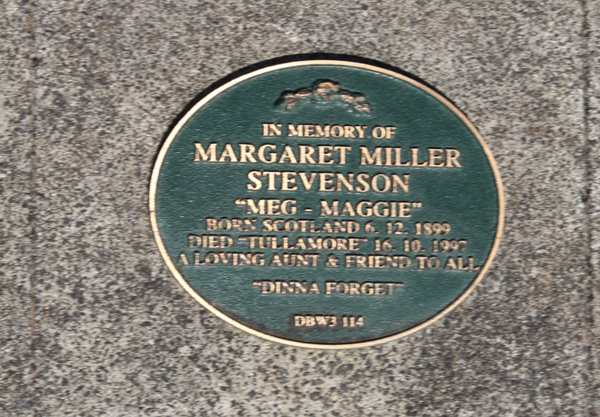 IN MEMORY OF
MARGARET MILLER
STEVENSON
"MEG - MAGGIE"
BORN SCOTLAND 6. 12. 1899
DIED "TULLAMORE" 16. 10. 1997
A LOVING AUNT & FRIEND TO ALL
"DINNA FORGET"
DBW3 114